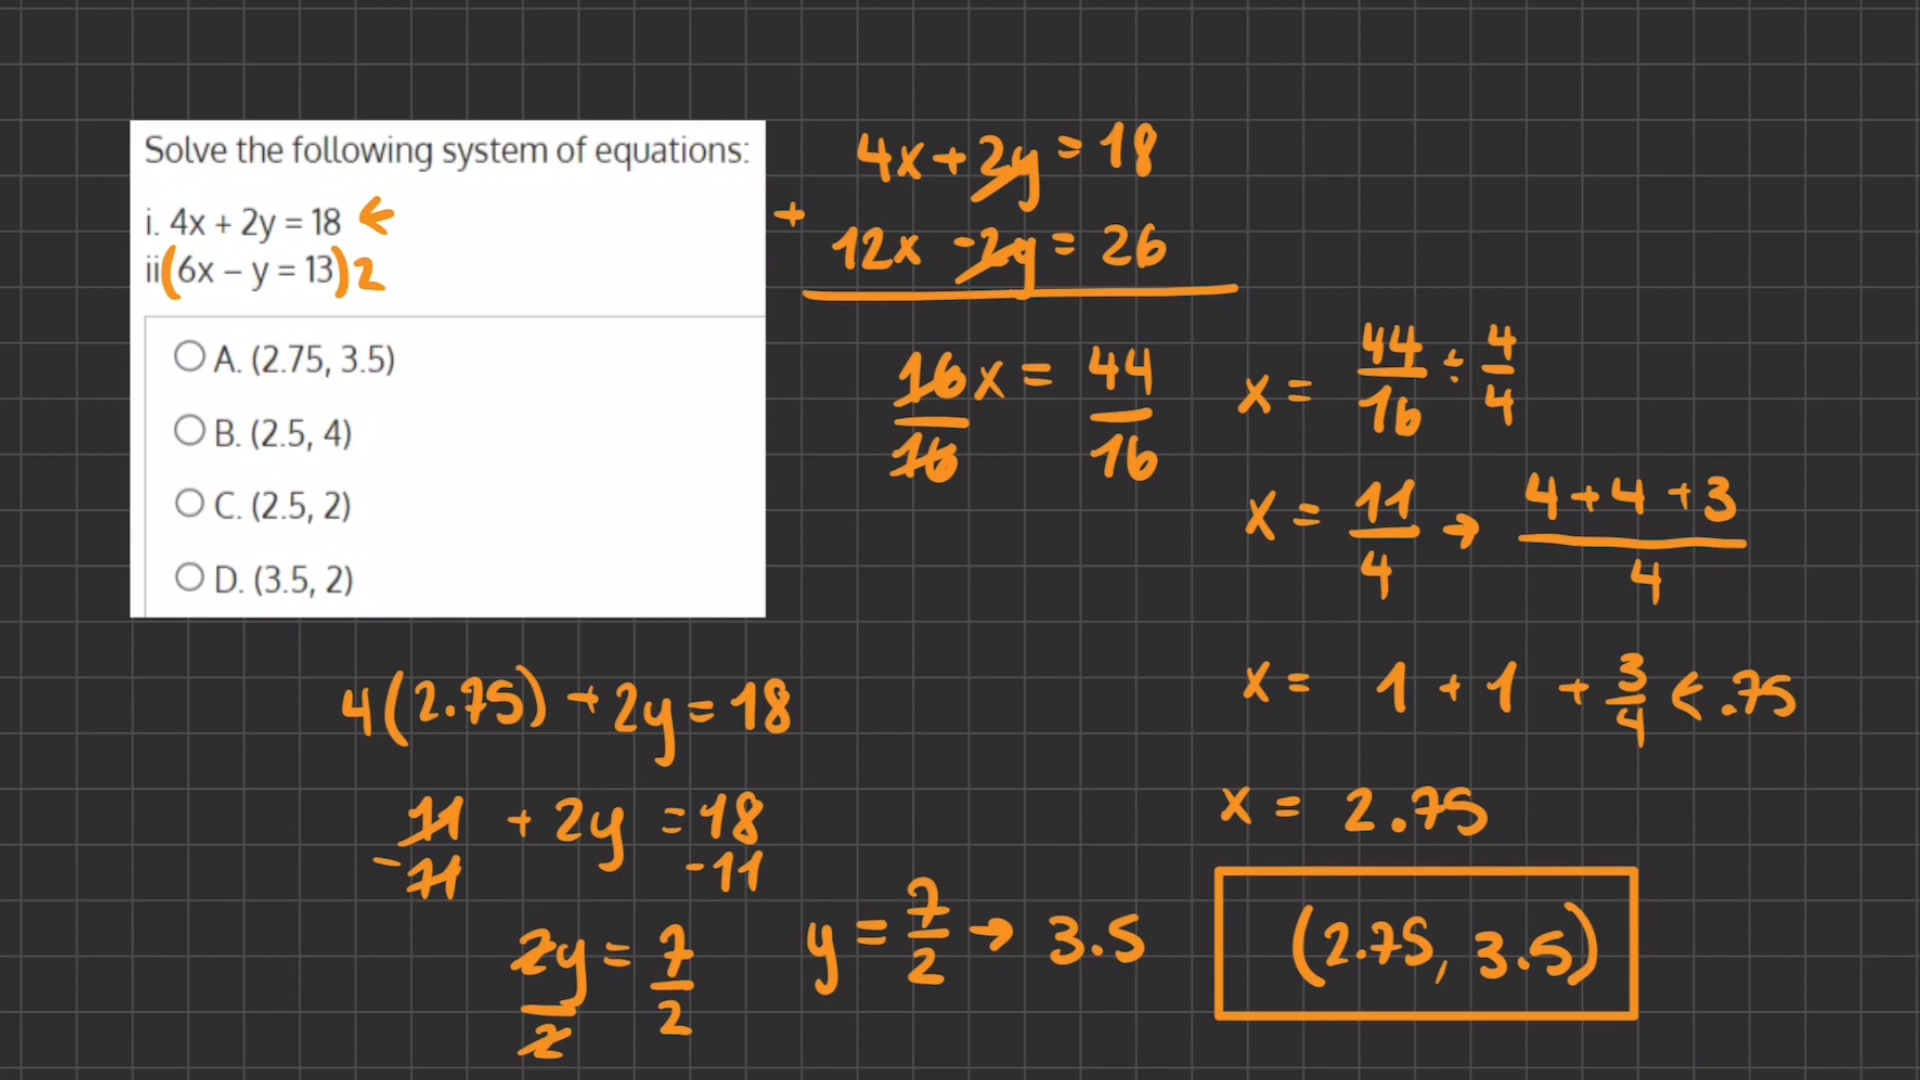 Solve the following system of equations:
i. 4x + 2y = 18 ←
ii(6x – y = 13)2
A. (2.75, 3.5)
B. (2.5, 4)
C. (2.5, 2)
D. (3.5, 2)
4x+2y=18
+
12x -2y = 26
16x = 44
16 16
x = 44/16 ÷ 4/4
x = 11/4 → 4+4+3
4
x = 1 + 1 + 3/4 ← .75
x = 2.75
4(2.75) + 2y = 18
11 + 2y = 18
-11 -11
2y = 7
2 2
y = 7/2 → 3.5
(2.75, 3.5)